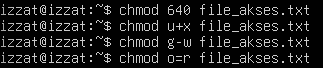 izzat@izzat:~$ chmod 640 file_akses.txt
izzat@izzat:~$ chmod u+x file_akses.txt
izzat@izzat:~$ chmod g-w file_akses.txt
izzat@izzat:~$ chmod o=r file_akses.txt